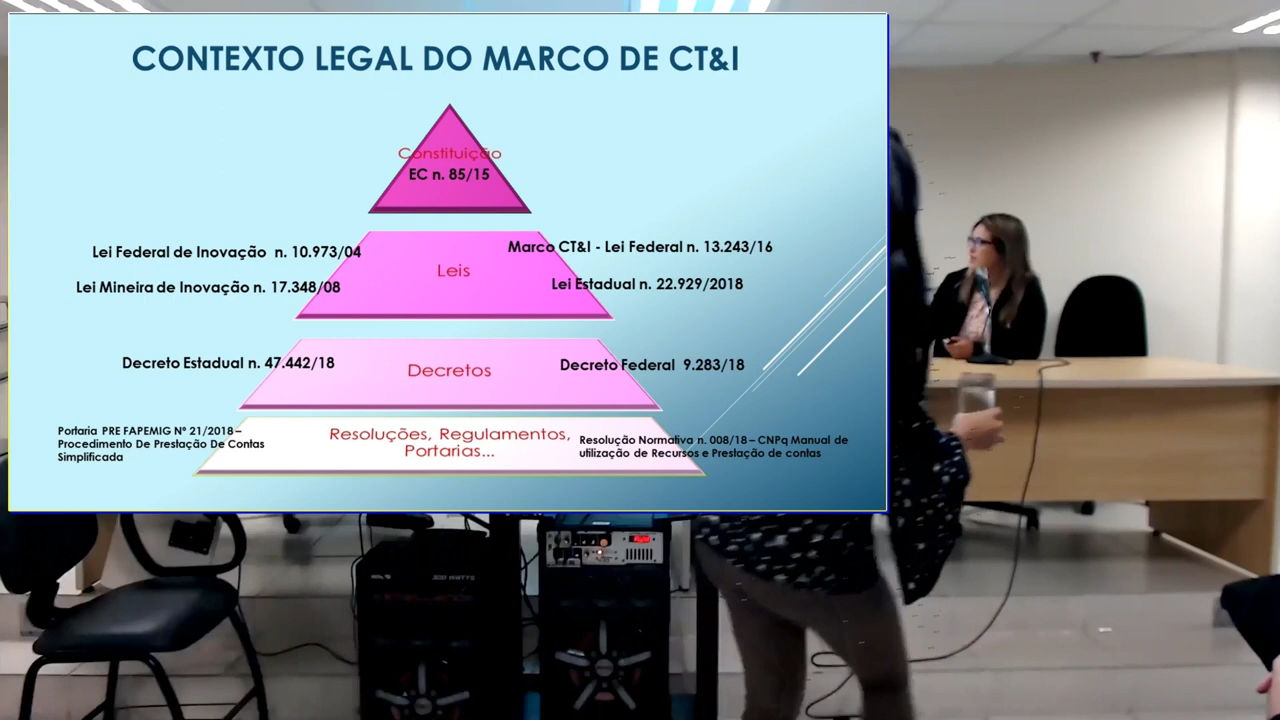 CONTEXTO LEGAL DO MARCO DE CT&I
Constituição
EC n. 85/15
Lei Federal de Inovação n. 10.973/04
Marco CT&I - Lei Federal n. 13.243/16
Leis
Lei Mineira de Inovação n. 17.348/08
Lei Estadual n. 22.929/2018
Decreto Estadual n. 47.442/18
Decretos
Decreto Federal 9.283/18
Portaria PRE FAPEMIG Nº 21/2018 –
Procedimento De Prestação De Contas
Simplificada
Resoluções, Regulamentos,
Portarias...
Resolução Normativa n. 008/18 – CNPq Manual de
utilização de Recursos e Prestação de contas
300 WATTS